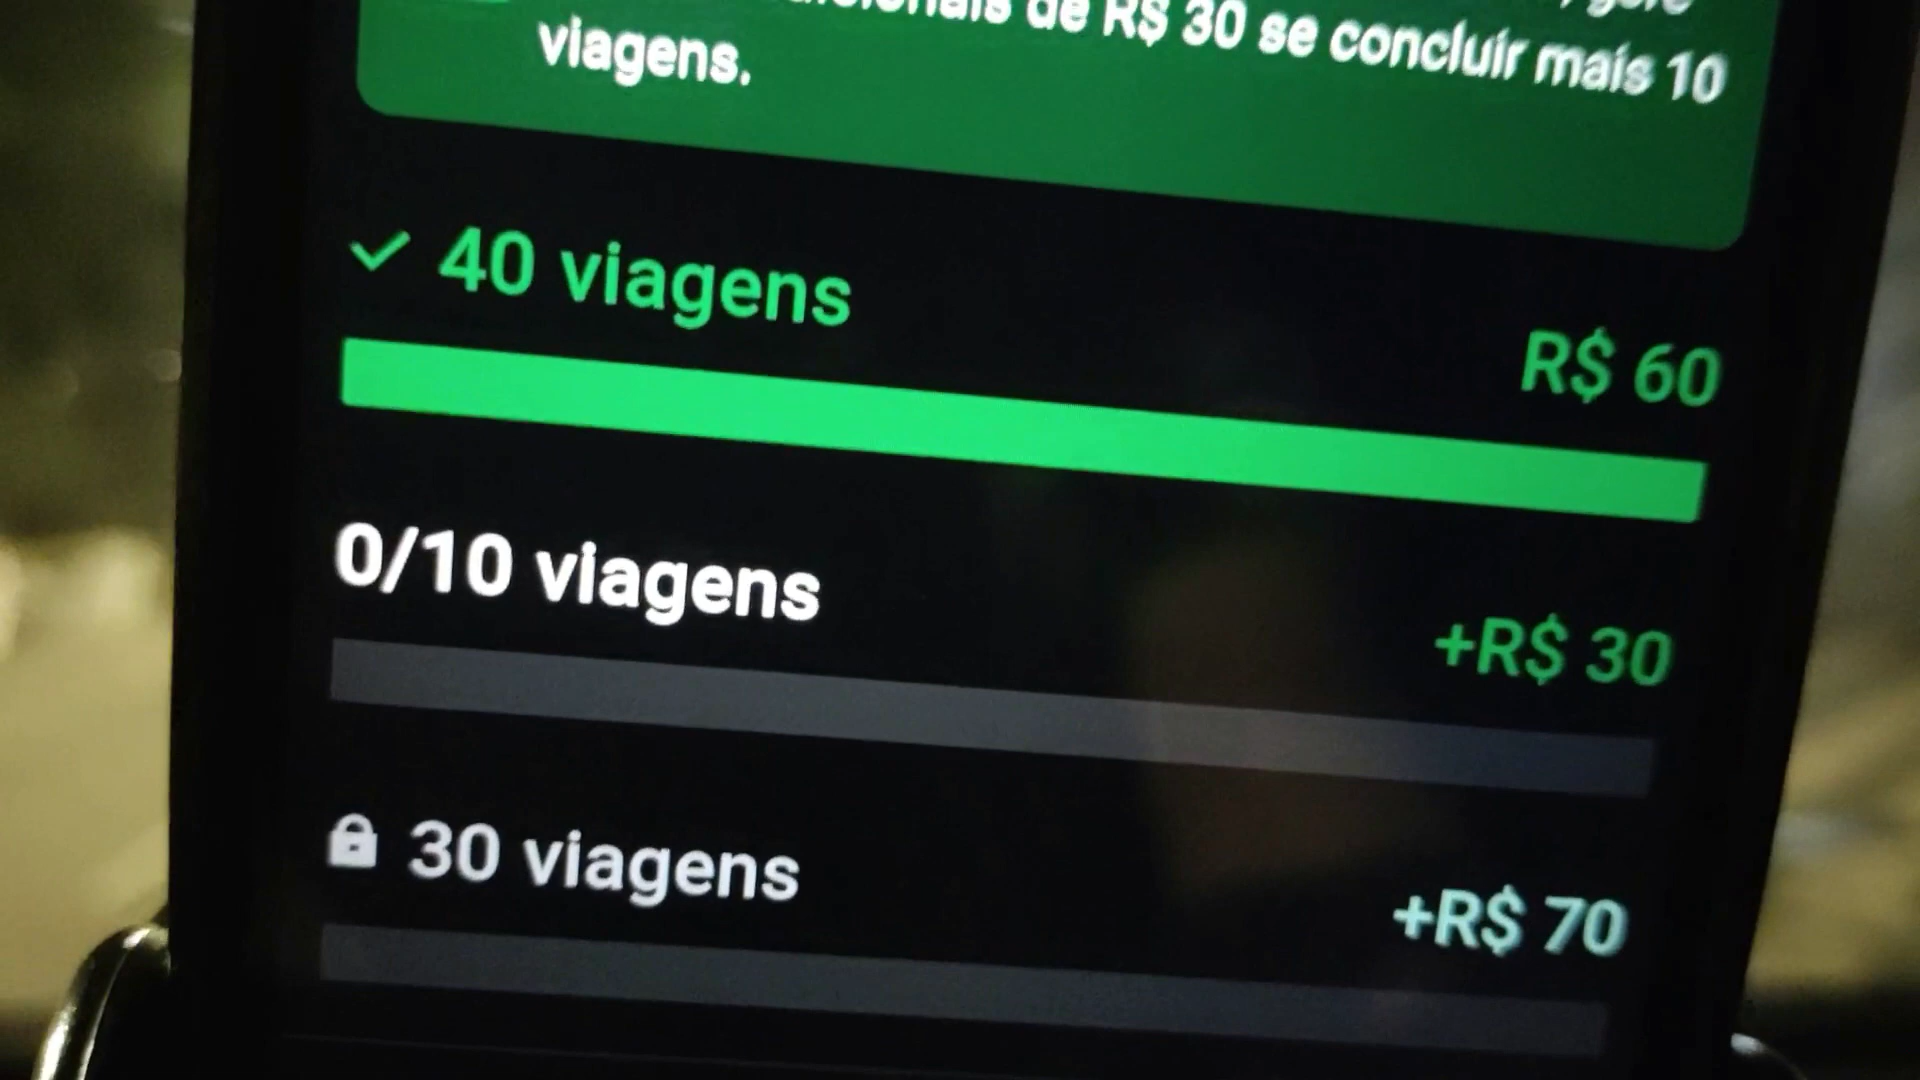 de R$ 30 se concluir mais 10
viagens.
40 viagens
R$ 60
0/10 viagens
+R$ 30
30 viagens
+R$ 70